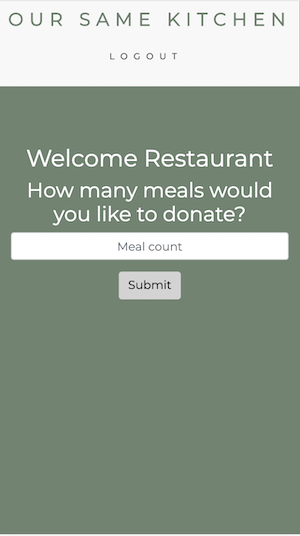 OUR SAME KITCHEN
LOGOUT
Welcome Restaurant
How many meals would
you like to donate?
Meal count
Submit